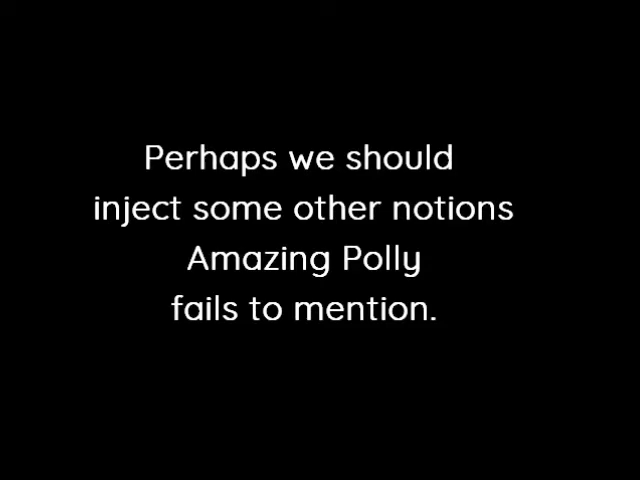 Perhaps we should
inject some other notions
Amazing Polly
fails to mention.